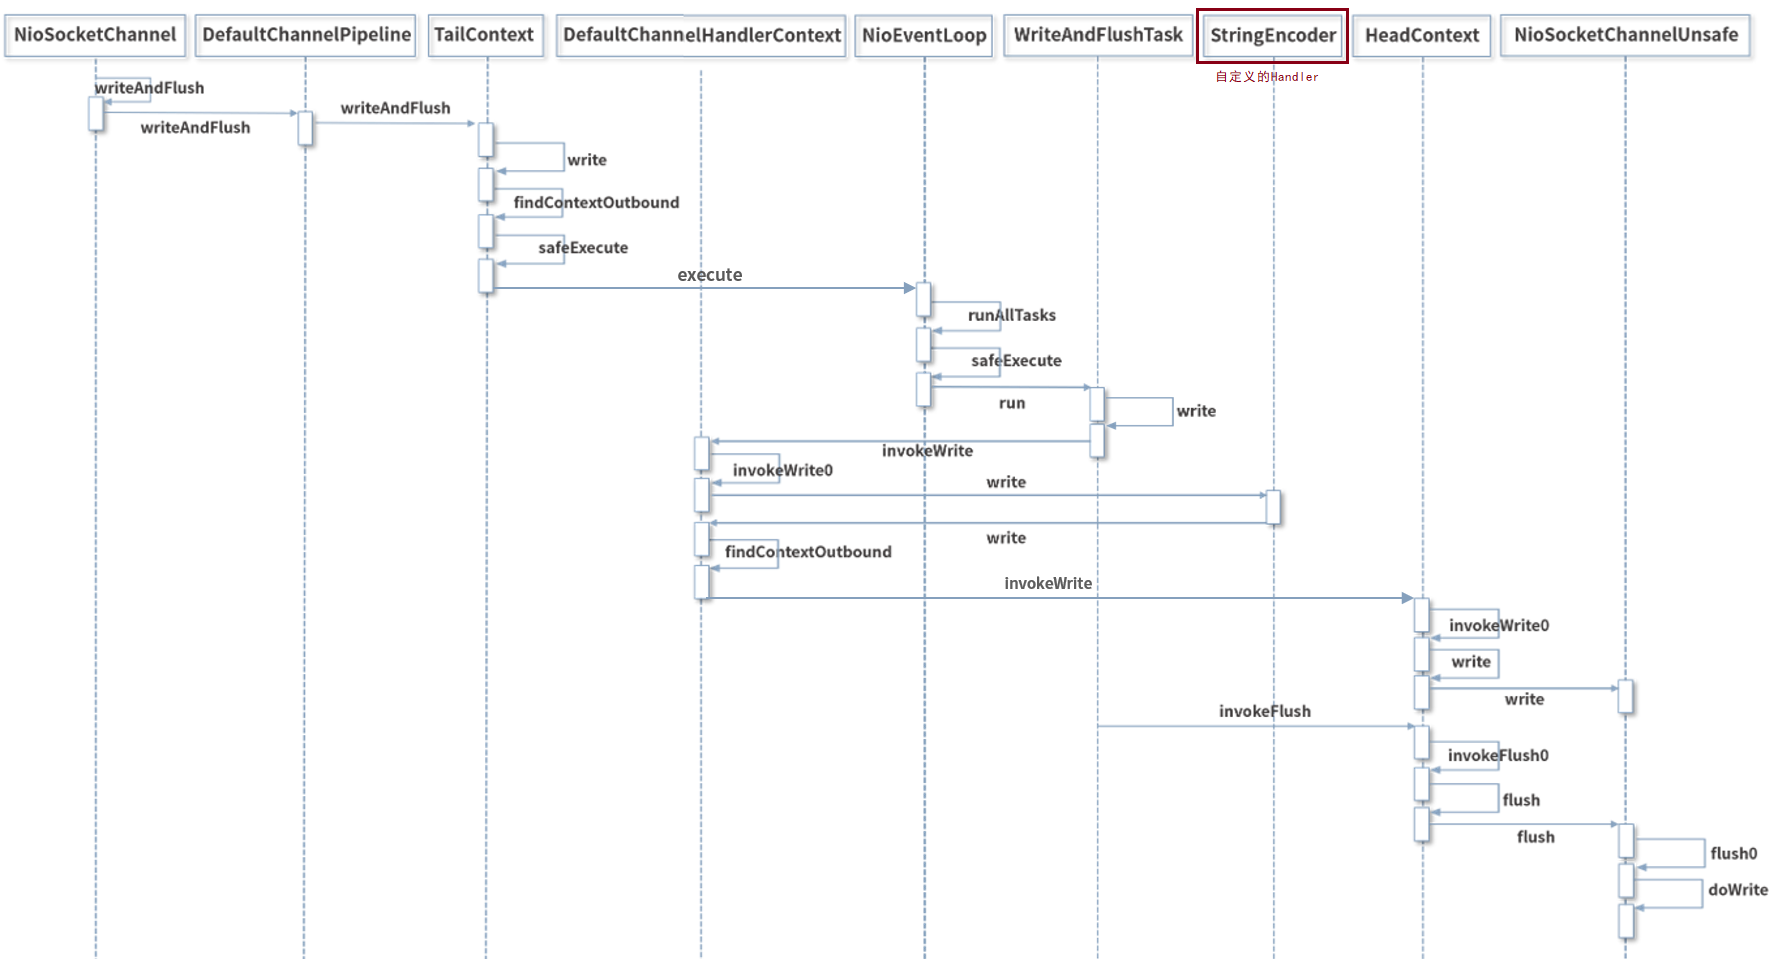 NioSocketChannel
DefaultChannelPipeline
TailContext
DefaultChannelHandlerContext
NioEventLoop
WriteAndFlushTask
StringEncoder
HeadContext
NioSocketChannelUnsafe
自定义的Handler
writeAndFlush
writeAndFlush
writeAndFlush
write
findContextOutbound
safeExecute
execute
runAllTasks
safeExecute
run
write
invokeWrite
invokeWrite0
write
write
findContextOutbound
invokeWrite
invokeWrite0
write
write
invokeFlush
invokeFlush0
flush
flush
flush0
doWrite